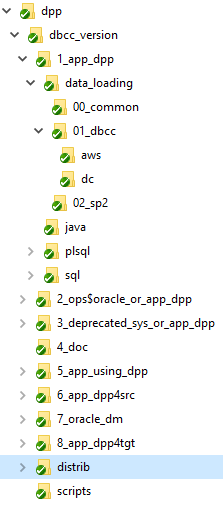 dpp
dbcc_version
1_app_dpp
data_loading
00_common
01_dbcc
aws
dc
02_sp2
java
plsql
sql
2_ops$oracle_or_app_dpp
3_deprecated_sys_or_app_dpp
4_doc
5_app_using_dpp
6_app_dpp4src
7_oracle_dm
8_app_dpp4tgt
distrib
scripts